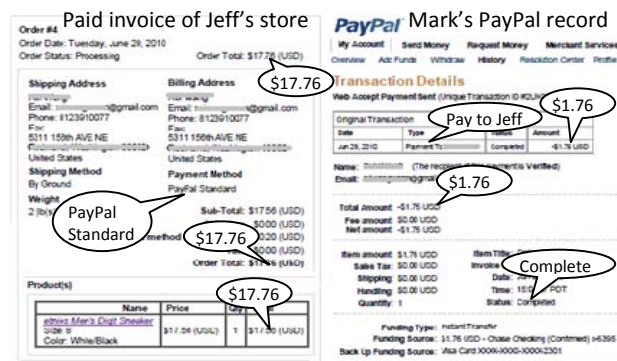 Paid invoice of Jeff's store
Order #4
Order Date: Tuesday, June 29, 2010
Order Status: Processing
Order Total: $17.76 (USD)
$17.76
Shipping Address
Email: @gmail.com
Phone: 8123910077
Fax:
5311 156th AVE NE
United States
Shipping Method
By Ground
Weight
2 [lb(s)
Billing Address
Email: @gmail.com
Phone: 8123910077
Fax:
5311 156th AVE NE
United States
Payment Method
PayPal Standard
PayPal
Standard
Sub-Total: $17.56 (USD)
$0.00 (USD)
method
$17.76
0.20 (USD)
$0.00 (USD)
Order Total: (USD)
$17.76
Product(s)
Name Price
etnies Men's Digit Sneaker
Size: 8
Color: White/Black
$17.56 (USD) 1 (USD)
Mark's PayPal record
PayPal
My Account Send Money Request Money Merchant Services
Overview Add Funds Withdraw History Resolution Center Profile
Transaction Details
Web Accept Payment Sent (Unique Transaction ID
$1.76
Original Transaction
Date Type Status Amount
Pay to Jeff
Jun 29, 2010 Payment To Completed -$1.76 USD
Name: (The recipient of this payment is Verified)
Email:
$1.76
Total Amount -$1.76 USD
Fee amount $0.00 USD
Net amount -$1.76 USD
Item amount $1.76 USD
Sales Tax: $0.00 USD
Shipping: $0.00 USD
Handling: $0.00 USD
Quantity: 1
Item Title:
Invoice
Complete
Date:
Time: PDT
Status: Completed
Funding Type: Instant Transfer
Funding Source: $1.76 USD - Chase Checking (Confirmed) x-6395
Back Up Funding Source: Visa Card XXXX-XXXX-XXXX-2301